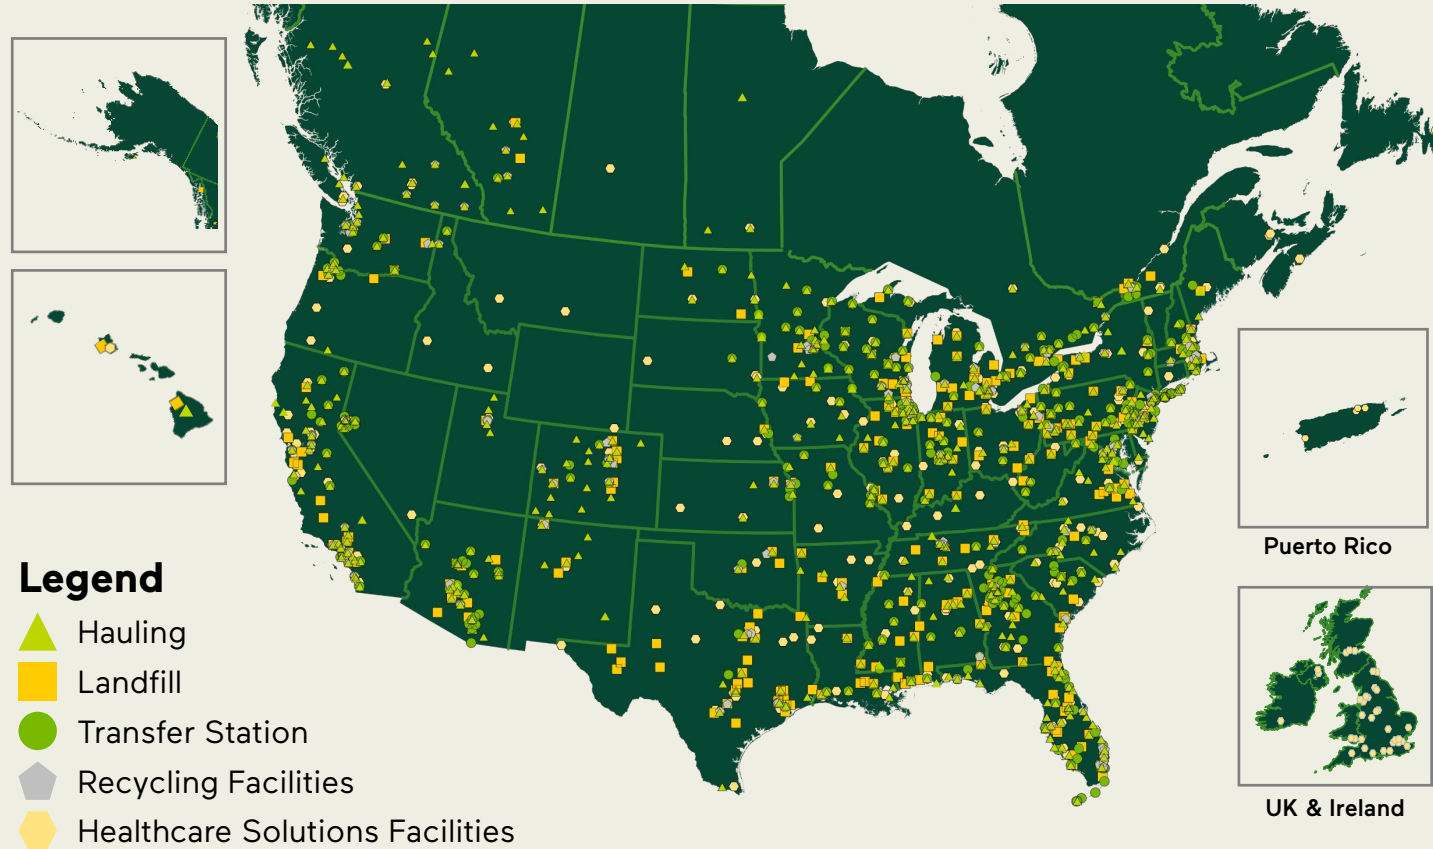 Puerto Rico
Legend
Hauling
Landfill
Transfer Station
Recycling Facilities
Healthcare Solutions Facilities
UK & Ireland